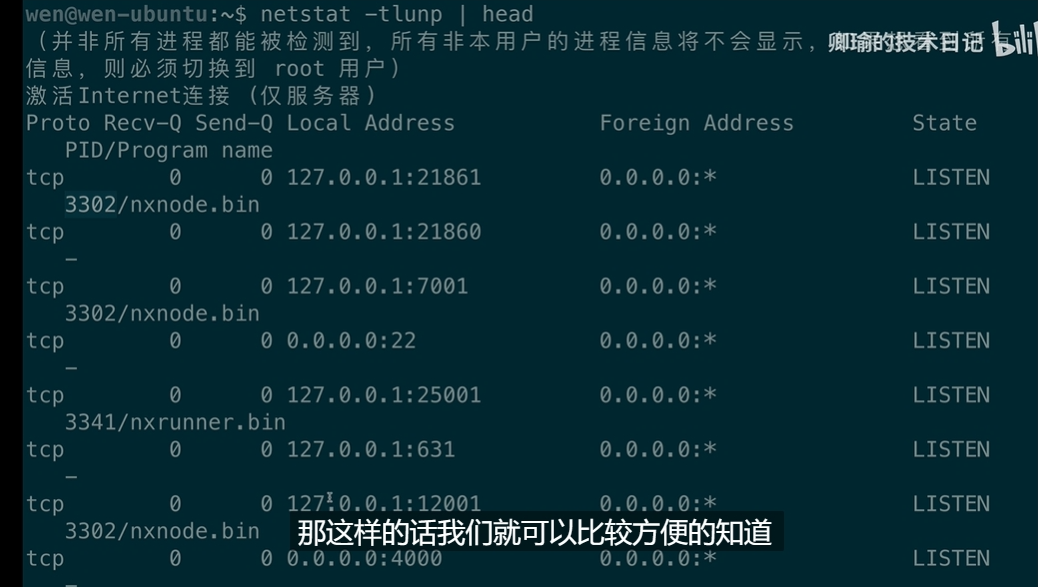 wen@wen-ubuntu:~$ netstat -tlunp | head
（并非所有进程都能被检测到，所有非本用户的进程信息将不会显示，
卿瑜的技术日记 bili
信息，则必须切换到 root 用户）
激活Internet连接 (仅服务器)
Proto Recv-Q Send-Q Local Address Foreign Address State
PID/Program name
tcp 0 0 127.0.0.1:21861 0.0.0.0:* LISTEN
3302/nxnode.bin
tcp 0 0 127.0.0.1:21860 0.0.0.0:* LISTEN
-
tcp 0 0 127.0.0.1:7001 0.0.0.0:* LISTEN
3302/nxnode.bin
tcp 0 0 0.0.0.0:22 0.0.0.0:* LISTEN
-
tcp 0 0 127.0.0.1:25001 0.0.0.0:* LISTEN
3341/nxrunner.bin
tcp 0 0 127.0.0.1:631 0.0.0.0:* LISTEN
-
tcp 0 0 127.0.0.1:12001 0.0.0.0:* LISTEN
3302/nxnode.bin
那这样的话我们就可以比较方便的知道
tcp 0 0 0.0.0.0:4000 0.0.0.0:* LISTEN
-